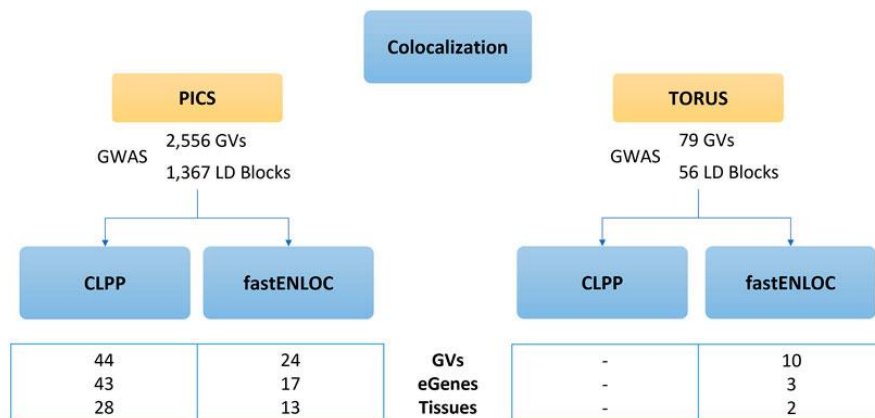 Colocalization
PICS
TORUS
GWAS
2,556 GVs
1,367 LD Blocks
GWAS
79 GVs
56 LD Blocks
CLPP
fastENLOC
CLPP
fastENLOC
44 24 GVs - 10
43 17 eGenes - 3
28 13 Tissues - 2